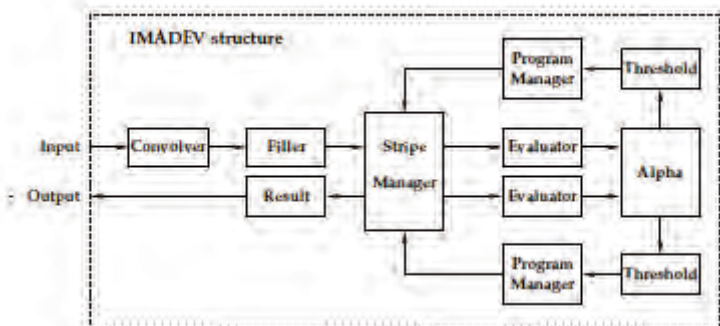 IMADEV structure
Program
Manager
Threshold
Input
Convolver
Filler
Stripe
Manager
Evaluator
Alpha
Output
Result
Evaluator
Program
Manager
Threshold